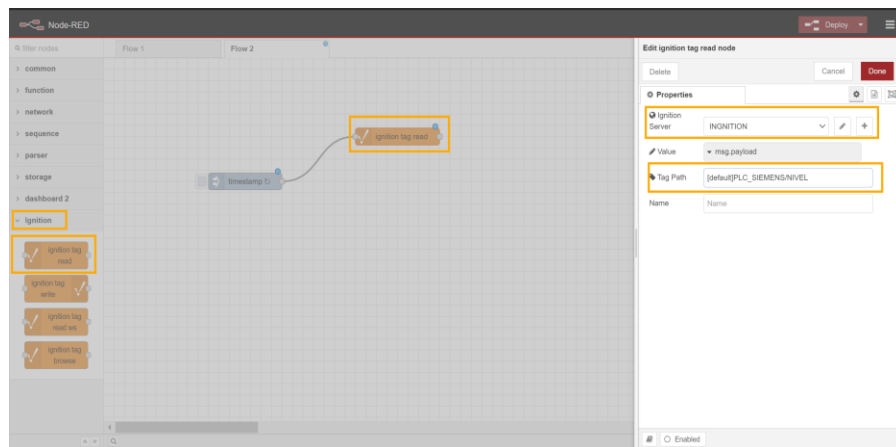 Node-RED
Deploy
filter nodes
common
function
network
sequence
parser
storage
dashboard 2
Ignition
ignition tag
read
ignition tag
write
ignition tag
read ws
ignition tag
browse
Flow 1
Flow 2
timestamp ↻
ignition tag read
Edit ignition tag read node
Delete
Cancel
Done
Properties
Ignition
Server
INGNITION
Value
msg.payload
Tag Path
[default]PLC_SIEMENS/NIVEL
Name
Name
Enabled